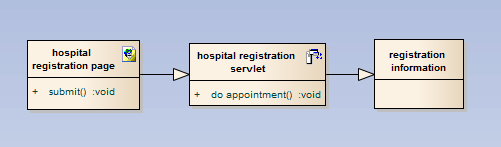 hospital
registration page
+ submit() :void
hospital registration
servlet
+ do appointment() :void
registration
information